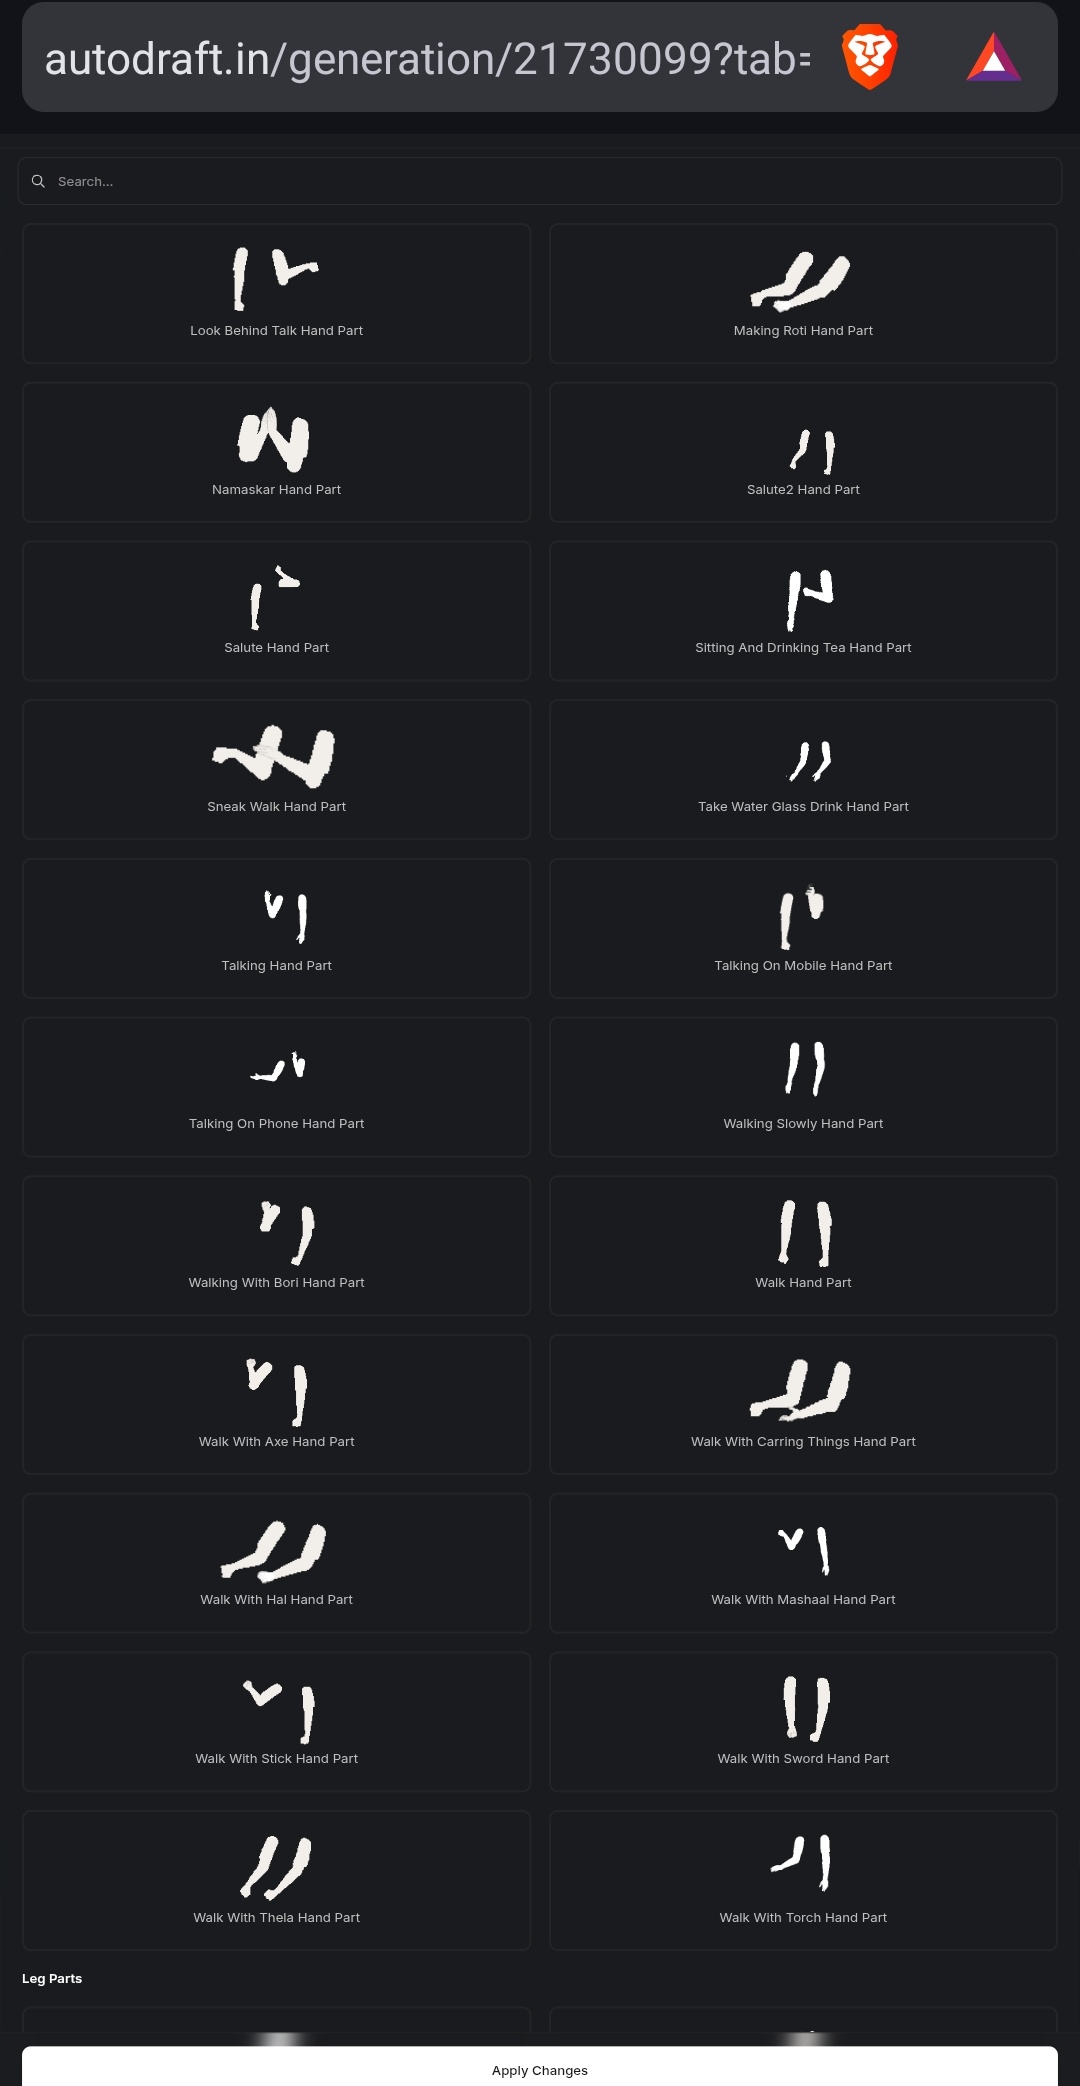 autodraft.in/generation/21730099?tab=
Search...
Look Behind Talk Hand Part
Making Roti Hand Part
Namaskar Hand Part
Salute2 Hand Part
Salute Hand Part
Sitting And Drinking Tea Hand Part
Sneak Walk Hand Part
Take Water Glass Drink Hand Part
Talking Hand Part
Talking On Mobile Hand Part
Talking On Phone Hand Part
Walking Slowly Hand Part
Walking With Bori Hand Part
Walk Hand Part
Walk With Axe Hand Part
Walk With Carring Things Hand Part
Walk With Hal Hand Part
Walk With Mashaal Hand Part
Walk With Stick Hand Part
Walk With Sword Hand Part
Walk With Thela Hand Part
Walk With Torch Hand Part
Leg Parts
Apply Changes